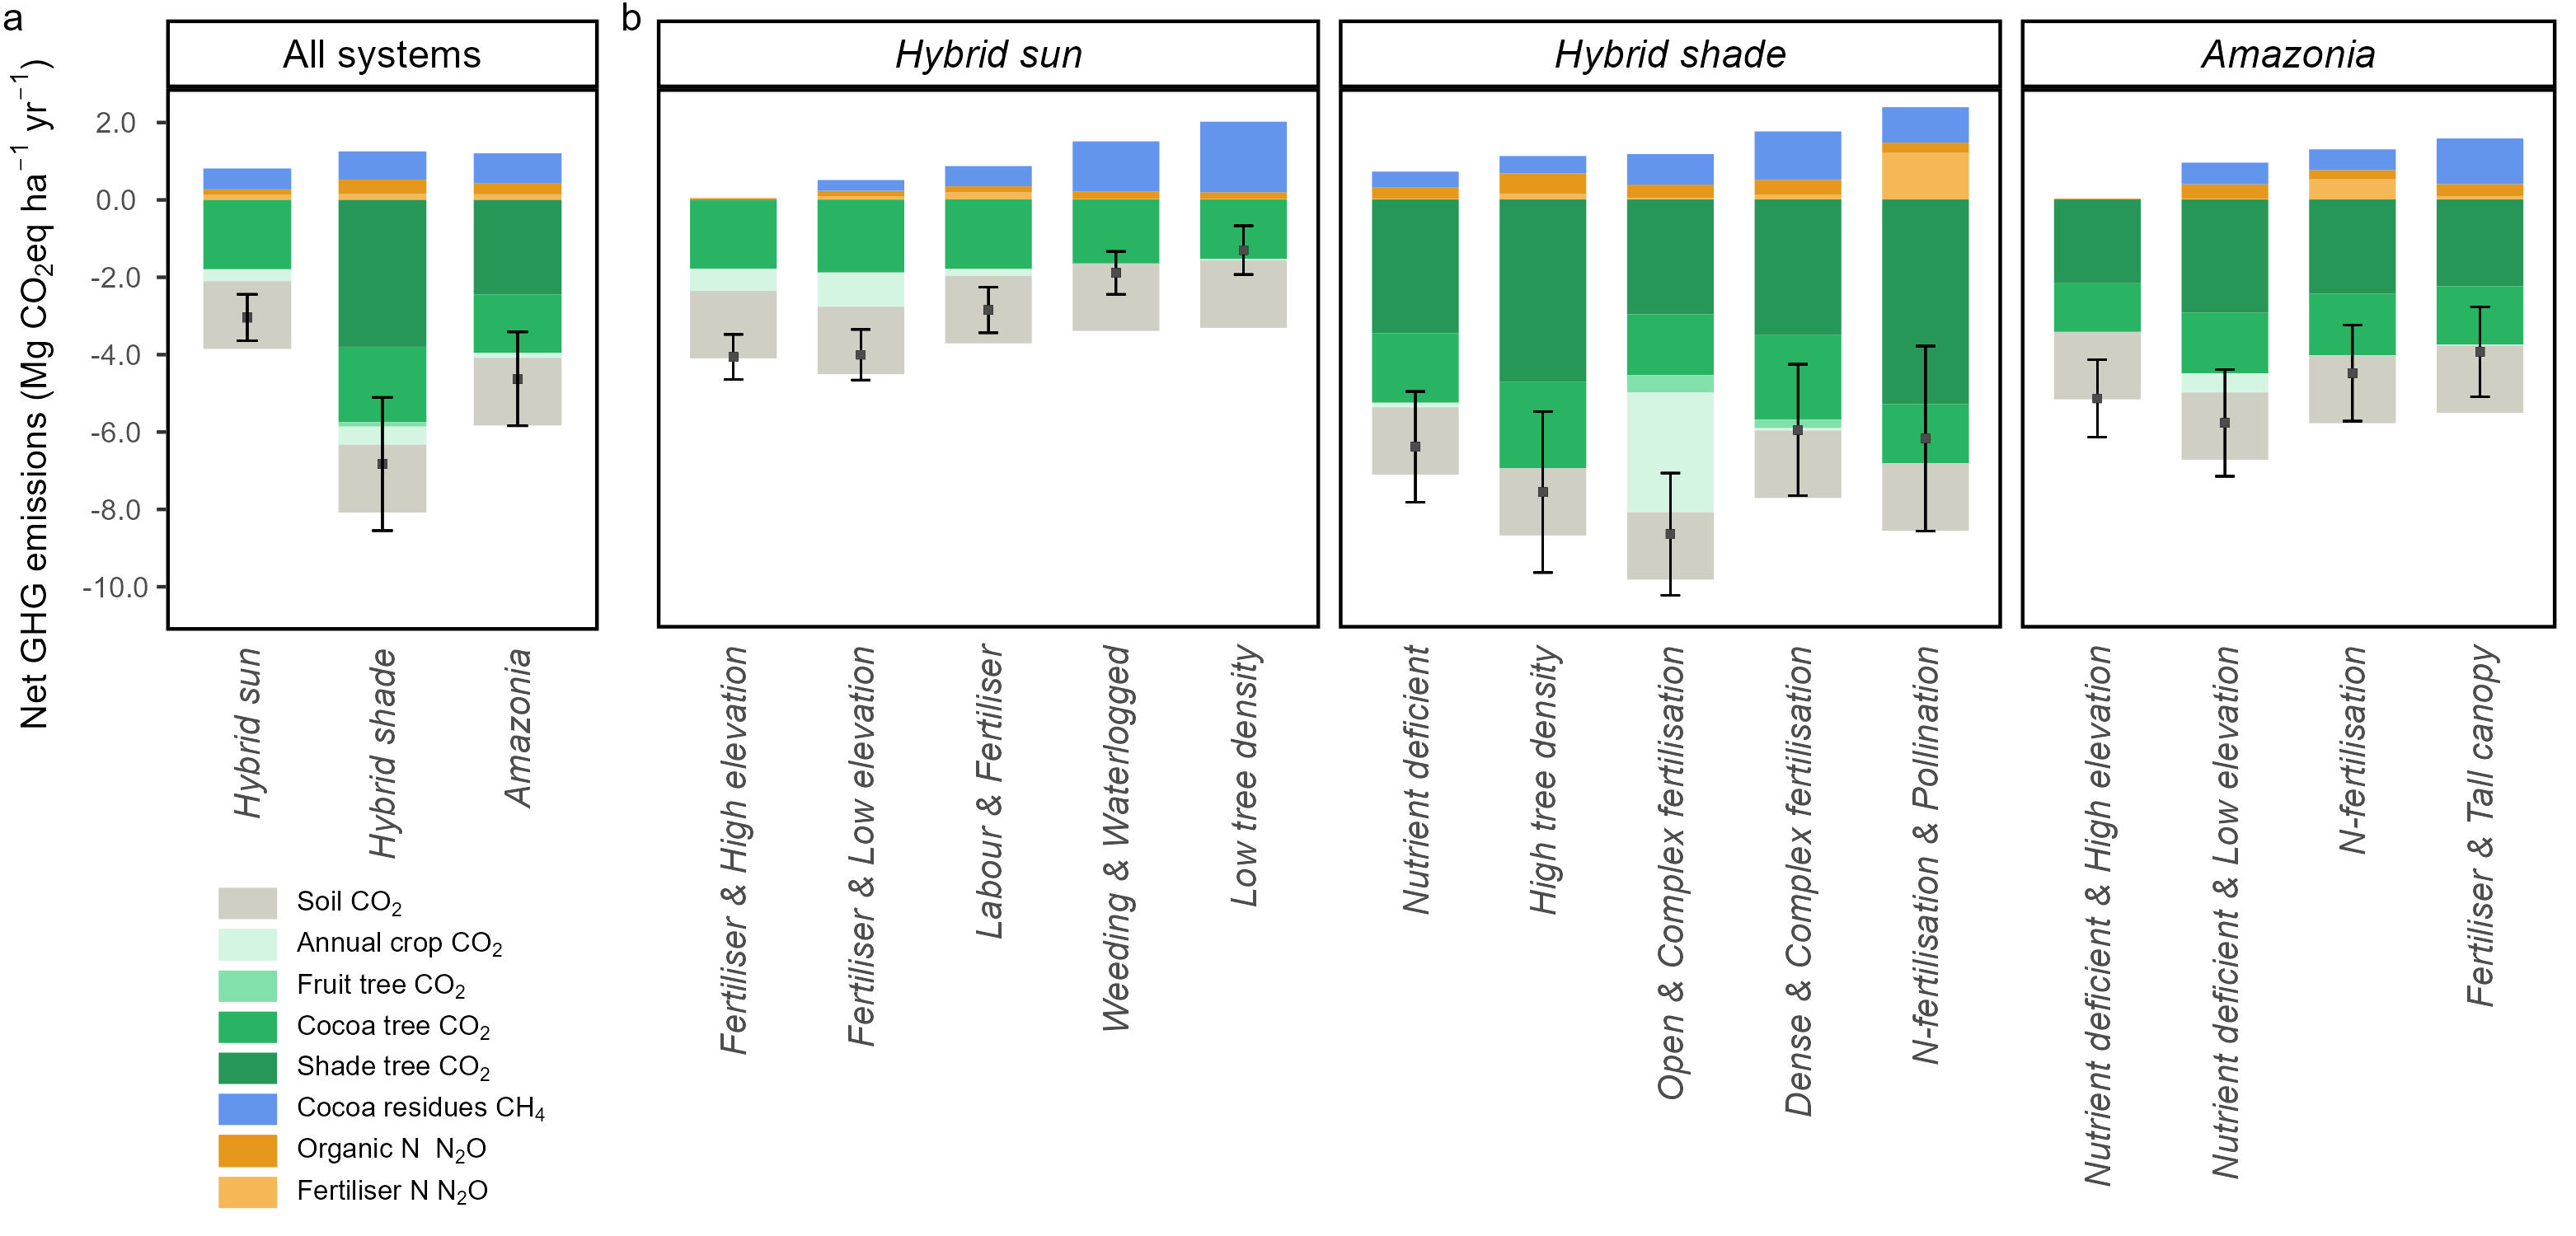 a
b
All systems
Hybrid sun
Hybrid shade
Amazonia
Net GHG emissions (Mg CO₂eq ha⁻¹ yr⁻¹)
2.0
0.0
-2.0
-4.0
-6.0
-8.0
-10.0
Hybrid sun
Hybrid shade
Amazonia
Fertiliser & High elevation
Fertiliser & Low elevation
Labour & Fertiliser
Weeding & Waterlogged
Low tree density
Nutrient deficient
High tree density
Open & Complex fertilisation
Dense & Complex fertilisation
N-fertilisation & Pollination
Nutrient deficient & High elevation
Nutrient deficient & Low elevation
N-fertilisation
Fertiliser & Tall canopy
Soil CO₂
Annual crop CO₂
Fruit tree CO₂
Cocoa tree CO₂
Shade tree CO₂
Cocoa residues CH₄
Organic N N₂O
Fertiliser N N₂O